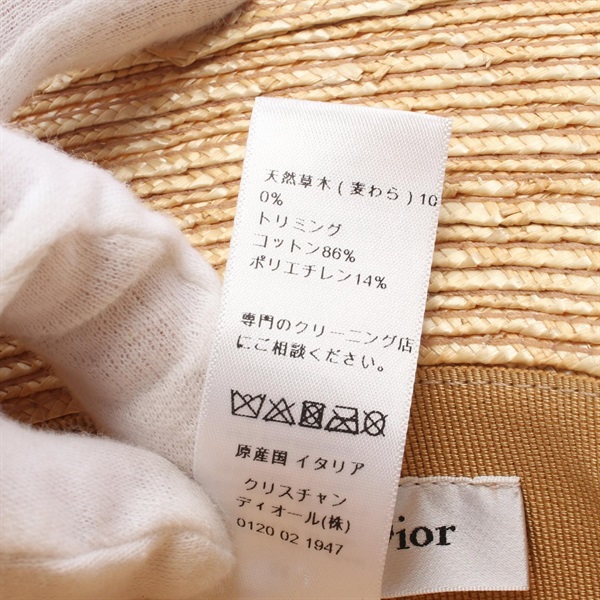 天然草木(麦わら)10
0%
トリミング
コットン86%
ポリエチレン14%
専門のクリーニング店
にご相談ください。
原産国 イタリア
クリスチャン
ディオール(株)
0120 02 1947
Dior